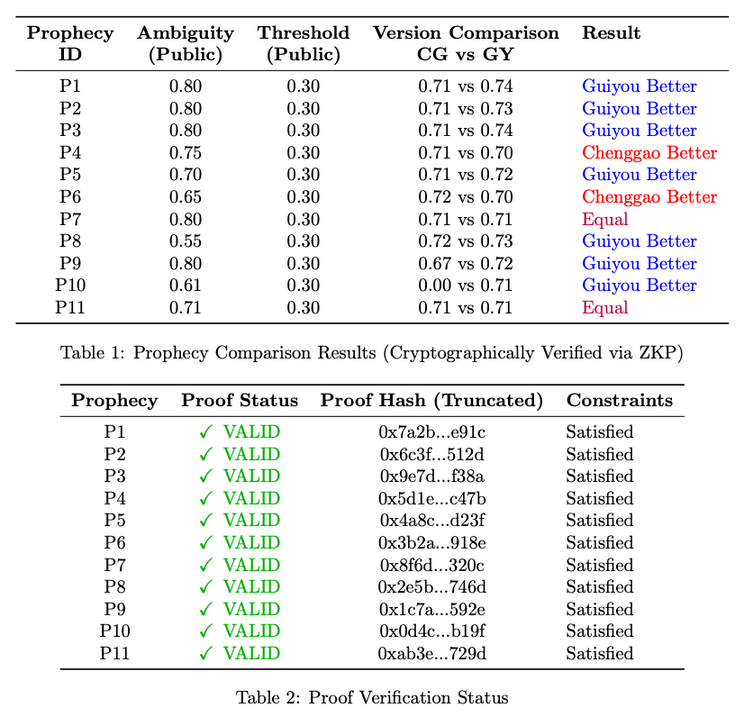 Prophecy Ambiguity Threshold Version Comparison Result
ID (Public) (Public) CG vs GY
P1 0.80 0.30 0.71 vs 0.74 Guiyou Better
P2 0.80 0.30 0.71 vs 0.73 Guiyou Better
P3 0.80 0.30 0.71 vs 0.74 Guiyou Better
P4 0.75 0.30 0.71 vs 0.70 Chenggao Better
P5 0.70 0.30 0.71 vs 0.72 Guiyou Better
P6 0.65 0.30 0.72 vs 0.70 Chenggao Better
P7 0.80 0.30 0.71 vs 0.71 Equal
P8 0.55 0.30 0.72 vs 0.73 Guiyou Better
P9 0.80 0.30 0.67 vs 0.72 Guiyou Better
P10 0.61 0.30 0.00 vs 0.71 Guiyou Better
P11 0.71 0.30 0.71 vs 0.71 Equal
Table 1: Prophecy Comparison Results (Cryptographically Verified via ZKP)
Prophecy Proof Status Proof Hash (Truncated) Constraints
P1 ✓ VALID 0x7a2b...e91c Satisfied
P2 ✓ VALID 0x6c3f...512d Satisfied
P3 ✓ VALID 0x9e7d...f38a Satisfied
P4 ✓ VALID 0x5d1e...c47b Satisfied
P5 ✓ VALID 0x4a8c...d23f Satisfied
P6 ✓ VALID 0x3b2a...918e Satisfied
P7 ✓ VALID 0x8f6d...320c Satisfied
P8 ✓ VALID 0x2e5b...746d Satisfied
P9 ✓ VALID 0x1c7a...592e Satisfied
P10 ✓ VALID 0x0d4c...b19f Satisfied
P11 ✓ VALID 0xab3e...729d Satisfied
Table 2: Proof Verification Status